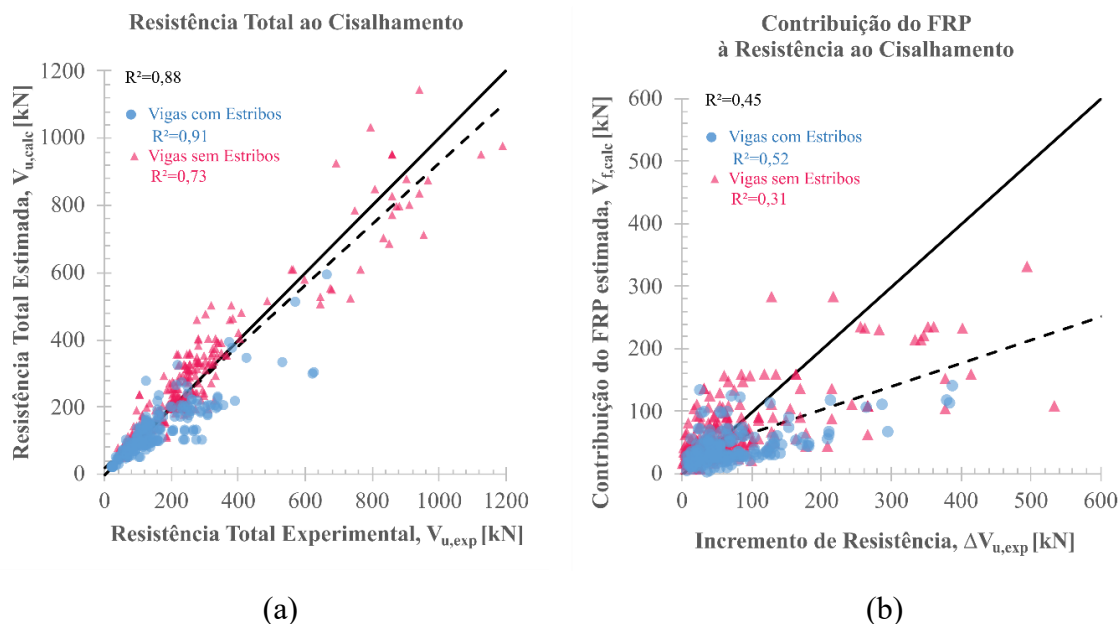 Resistência Total ao Cisalhamento
R²=0,88
Vigas com Estribos
R²=0,91
Vigas sem Estribos
R²=0,73
Resistência Total Estimada, Vu,calc [kN]
1200
1000
800
600
400
200
0
0 200 400 600 800 1000 1200
Resistência Total Experimental, Vu,exp [kN]
(a)
Contribuição do FRP
à Resistência ao Cisalhamento
R²=0,45
Vigas com Estribos
R²=0,52
Vigas sem Estribos
R²=0,31
Contribuição do FRP estimada, Vf,calc [kN]
600
500
400
300
200
100
0
0 100 200 300 400 500 600
Incremento de Resistência, ΔVu,exp [kN]
(b)